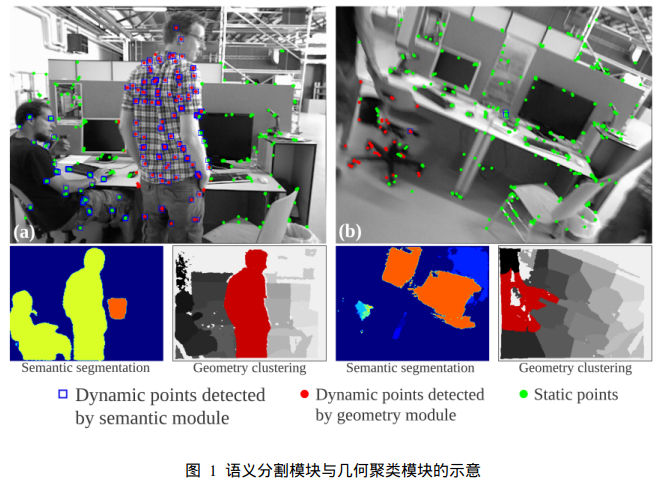 (a)
(b)
Semantic segmentation
Geometry clustering
Semantic segmentation
Geometry clustering
Dynamic points detected
by semantic module
Dynamic points detected
by geometry module
Static points
图 1 语义分割模块与几何聚类模块的示意